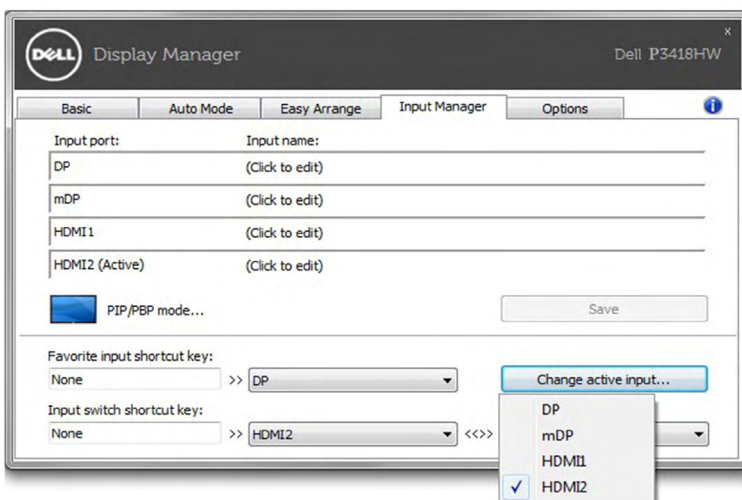 DELL Display Manager Dell P3418HW
x
Basic Auto Mode Easy Arrange Input Manager Options i
Input port: Input name:
DP (Click to edit)
mDP (Click to edit)
HDMI1 (Click to edit)
HDMI2 (Active) (Click to edit)
PIP/PBP mode... Save
Favorite input shortcut key:
None >> DP Change active input...
Input switch shortcut key:
None >> HDMI2 <<>>
DP
mDP
HDMI1
HDMI2